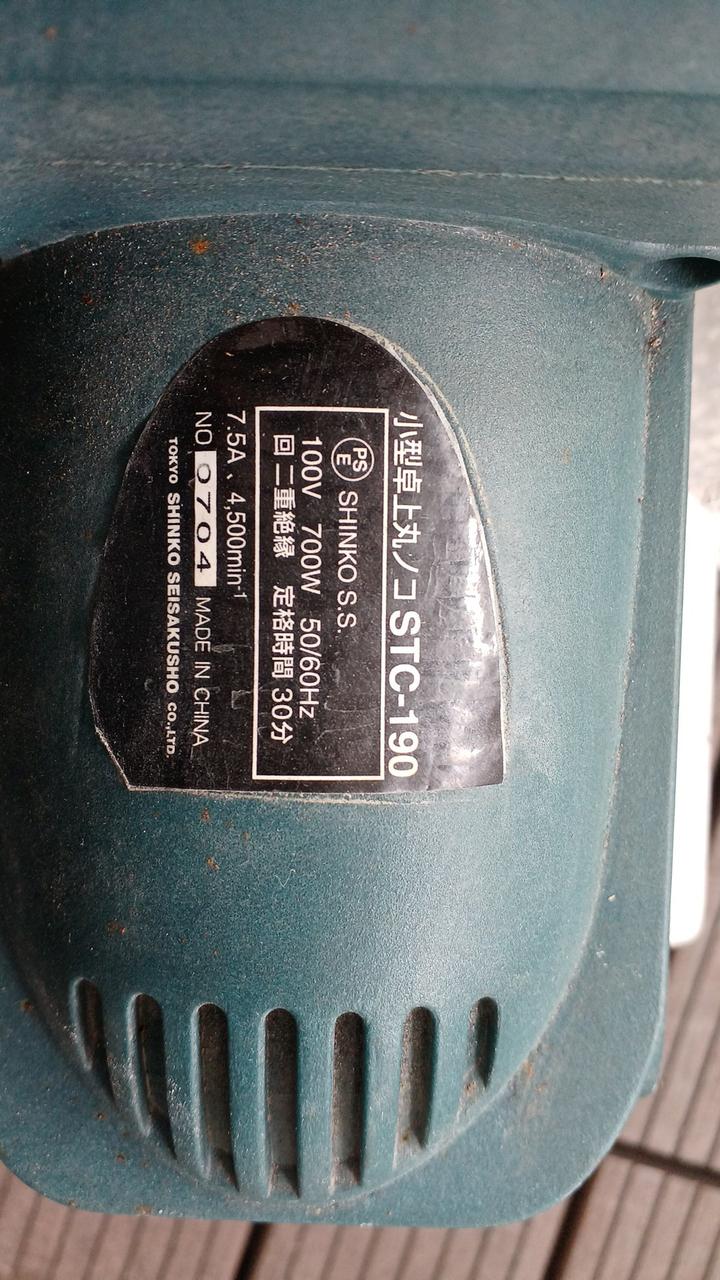 小型卓上丸ノコ STC-190
PSE SHINKO S.S.
100V 700W 50/60Hz
回 二重絶縁 定格時間 30分
7.5A、4,500min⁻¹
NO 0704 MADE IN CHINA
TOKYO SHINKO SEISAKUSHO CO.,LTD.